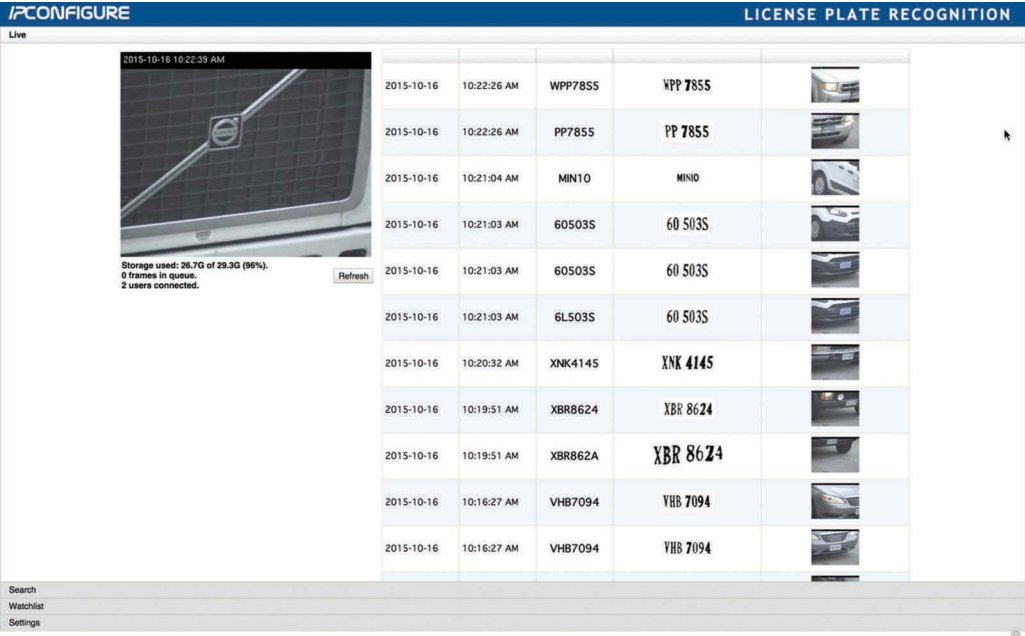 IPCONFIGURE
LICENSE PLATE RECOGNITION
Live
2015-10-16 10:22:39 AM
Storage used: 26.7G of 29.3G (96%).
0 frames in queue.
2 users connected.
Refresh
2015-10-16 10:22:26 AM WPP78S5 WPP 7855
2015-10-16 10:22:26 AM PP7855 PP 7855
2015-10-16 10:21:04 AM MIN10 MINIO
2015-10-16 10:21:03 AM 60503S 60 503S
2015-10-16 10:21:03 AM 60503S 60 503S
2015-10-16 10:21:03 AM 6L503S 60 503S
2015-10-16 10:20:32 AM XNK4145 XNK 4145
2015-10-16 10:19:51 AM XBR8624 XBR 8624
2015-10-16 10:19:51 AM XBR862A XBR 8624
2015-10-16 10:16:27 AM VHB7094 VHB 7094
2015-10-16 10:16:27 AM VHB7094 VHB 7094
Search
Watchlist
Settings